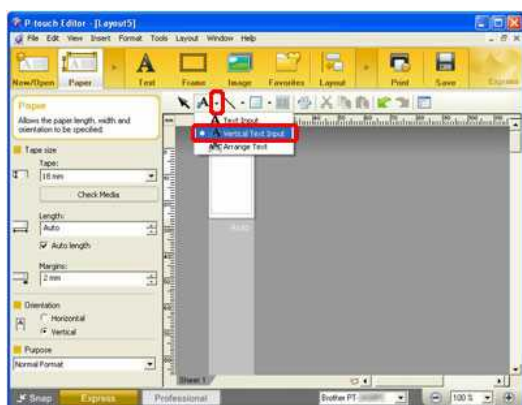 P-touch Editor - [Layout5]
File Edit View Insert Format Tools Layout Window Help
New/Open Paper Text Frame Image Favorites Layout Print Save Express
Paper
Allows the paper length, width and orientation to be specified.
Text Input
Vertical Text Input
Arrange Text
Tape size
Tape:
18 mm
Check Media
Length:
Auto
Auto length
Auto
Margins:
2 mm
Orientation
Horizontal
Vertical
Purpose
Normal Format
Sheet 1
Snap Express Professional
Brother PT-
100 %